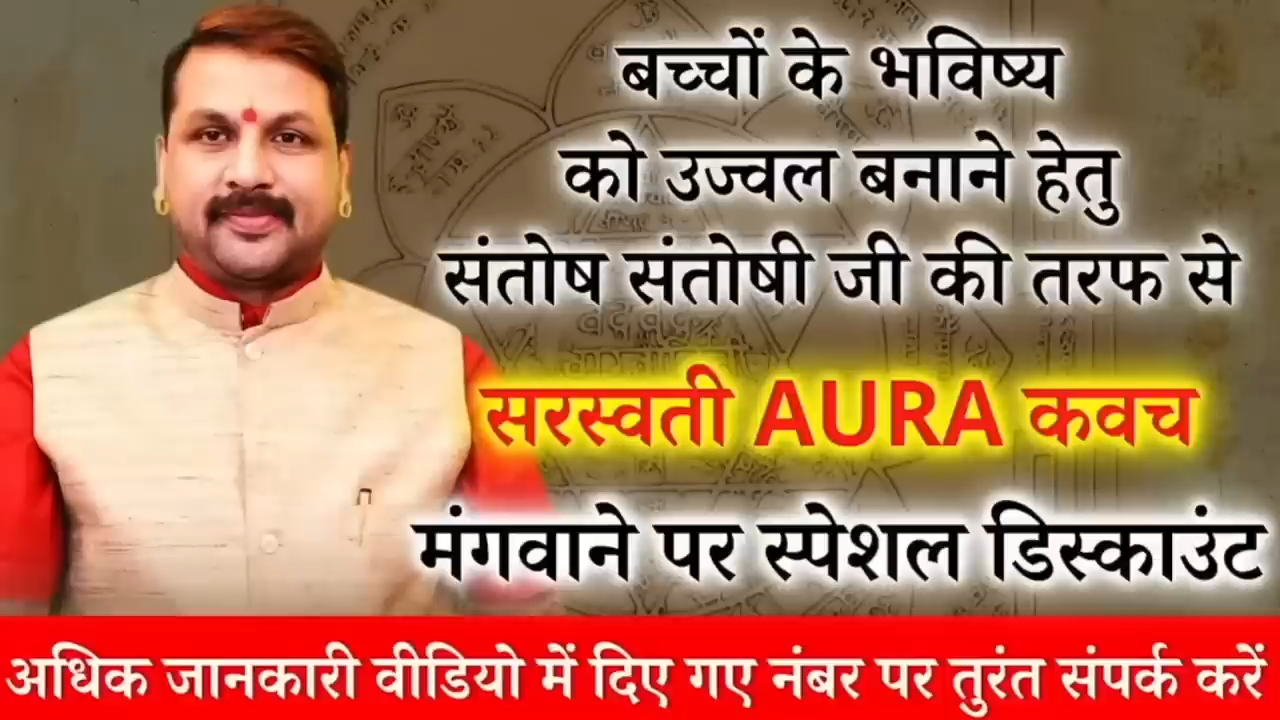 बच्चों के भविष्य
को उज्वल बनाने हेतु
संतोष संतोषी जी की तरफ से
सरस्वती AURA कवच
मंगवाने पर स्पेशल डिस्काउंट
अधिक जानकारी वीडियो में दिए गए नंबर पर तुरंत संपर्क करें